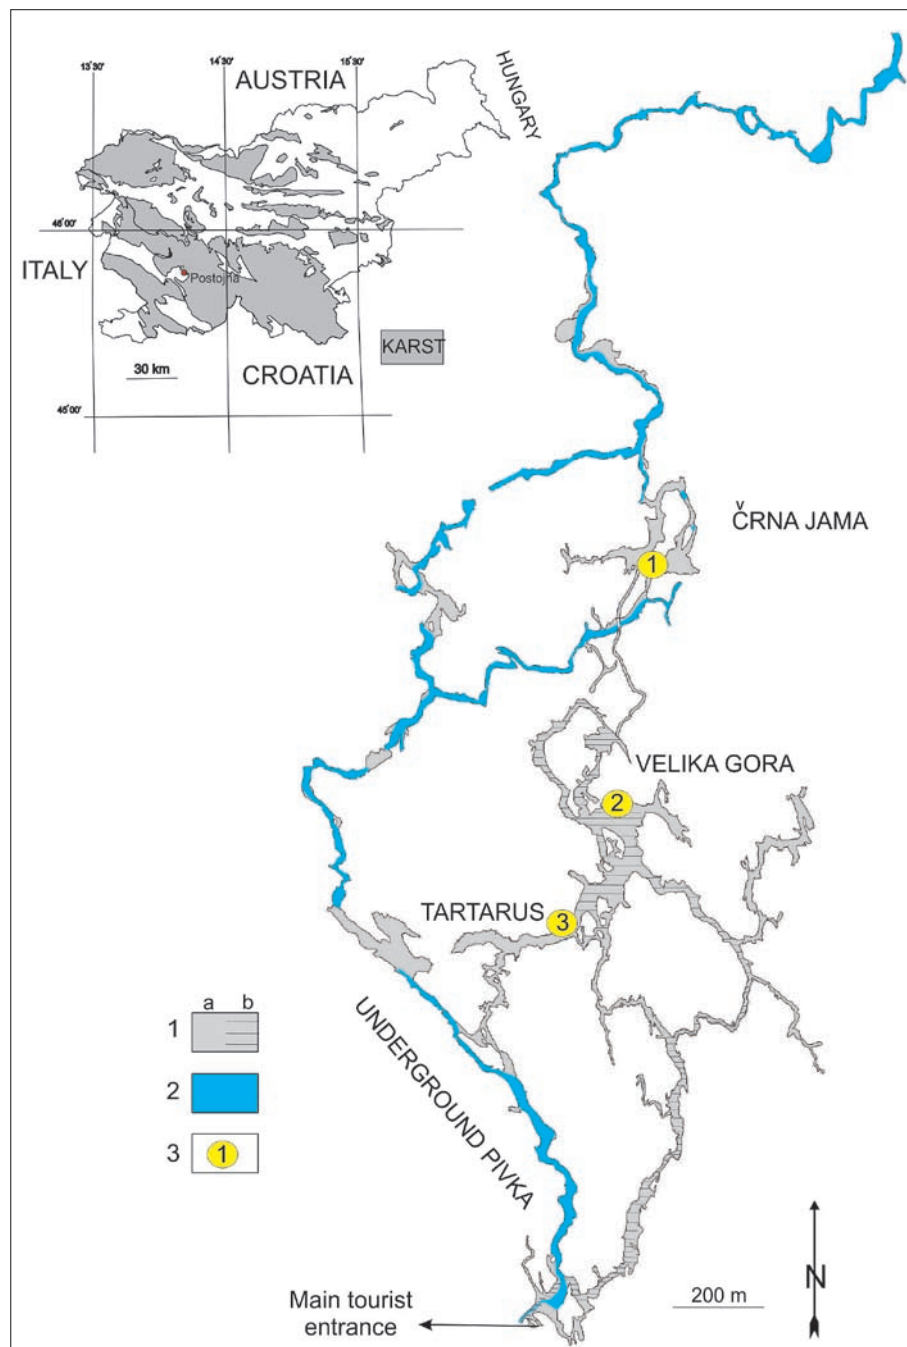 13˚30'
14˚30'
15˚30'
AUSTRIA
HUNGARY
46˚00'
ITALY
Postojna
KARST
30 km
CROATIA
45˚00'
ČRNA JAMA
1
VELIKA GORA
2
TARTARUS
3
UNDERGROUND PIVKA
a b
1
2
3 1
200 m
N
Main tourist
entrance